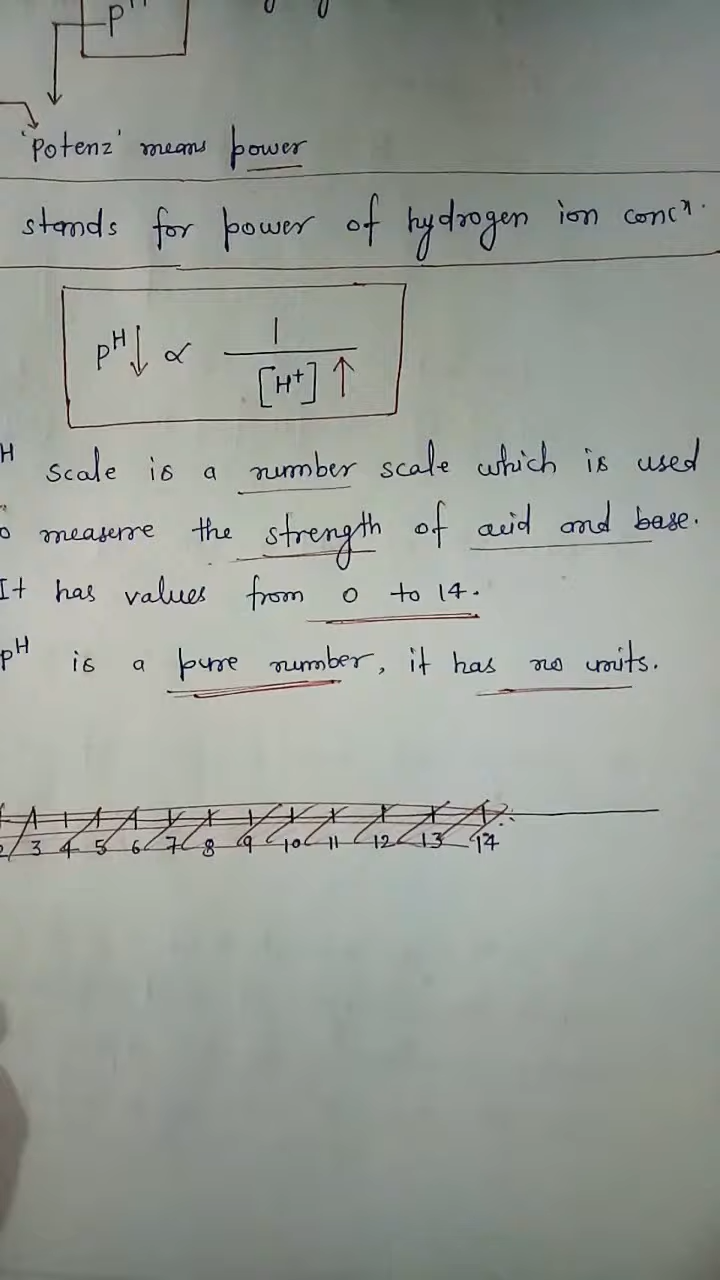 pH
'Potenz' means power
stands for power of hydrogen ion concⁿ.
pH↓ ∝ 1 / [H⁺] ↑
H scale is a number scale which is used
o measure the strength of acid and base.
It has values from 0 to 14.
pH is a pure number, it has no units.
2 3 4 5 6 7 8 9 10 11 12 13 14